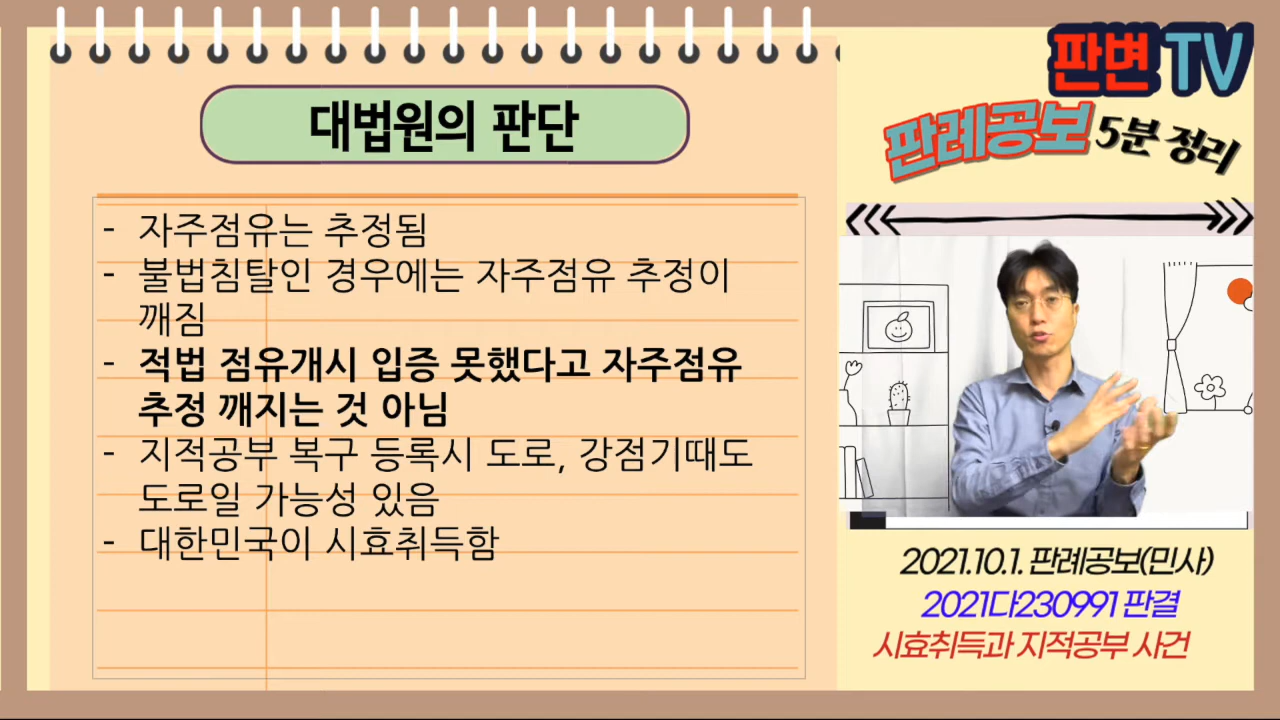 대법원의 판단
- 자주점유는 추정됨
- 불법침탈인 경우에는 자주점유 추정이
깨짐
- 적법 점유개시 입증 못했다고 자주점유
추정 깨지는 것 아님
- 지적공부 복구 등록시 도로, 강점기때도
도로일 가능성 있음
- 대한민국이 시효취득함
판변 TV
판례공보 5분 정리
2021.10.1. 판례공보(민사)
2021다230991 판결
시효취득과 지적공부 사건